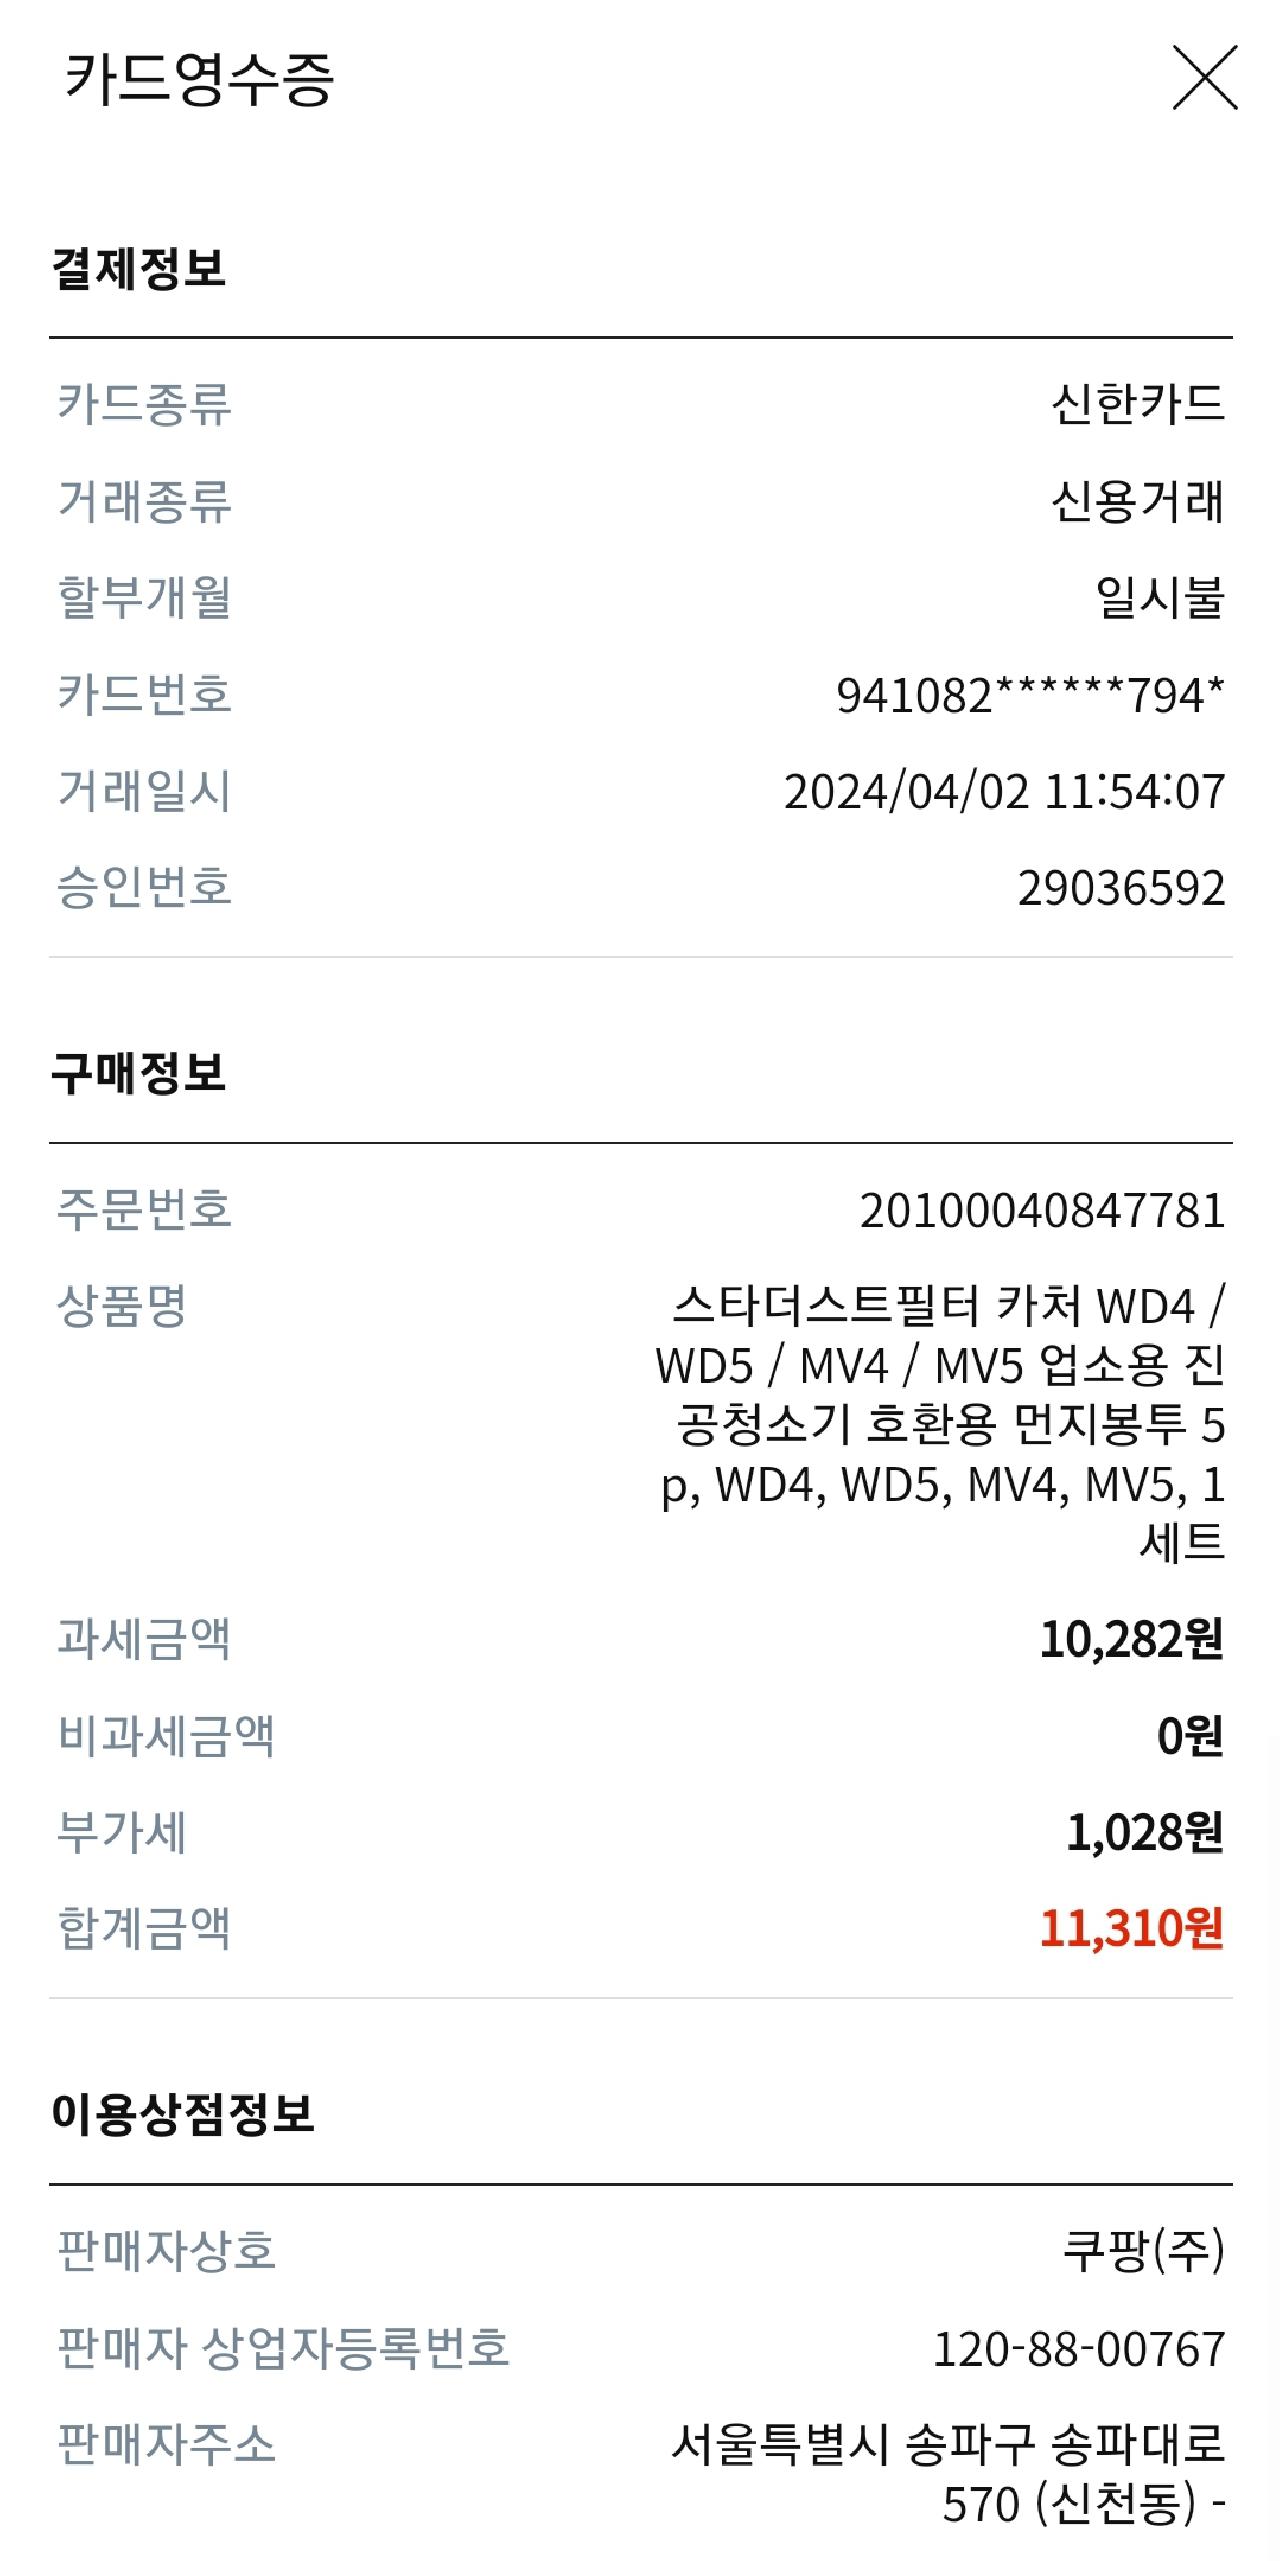 카드영수증
결제정보
카드종류 신한카드
거래종류 신용거래
할부개월 일시불
카드번호 941082******794*
거래일시 2024/04/02 11:54:07
승인번호 29036592
구매정보
주문번호 20100040847781
상품명 스타더스트필터 카처 WD4 /
WD5 / MV4 / MV5 업소용 진
공청소기 호환용 먼지봉투 5
p, WD4, WD5, MV4, MV5, 1
세트
과세금액 10,282원
비과세금액 0원
부가세 1,028원
합계금액 11,310원
이용상점정보
판매자상호 쿠팡(주)
판매자 상업자등록번호 120-88-00767
판매자주소 서울특별시 송파구 송파대로
570 (신천동) -